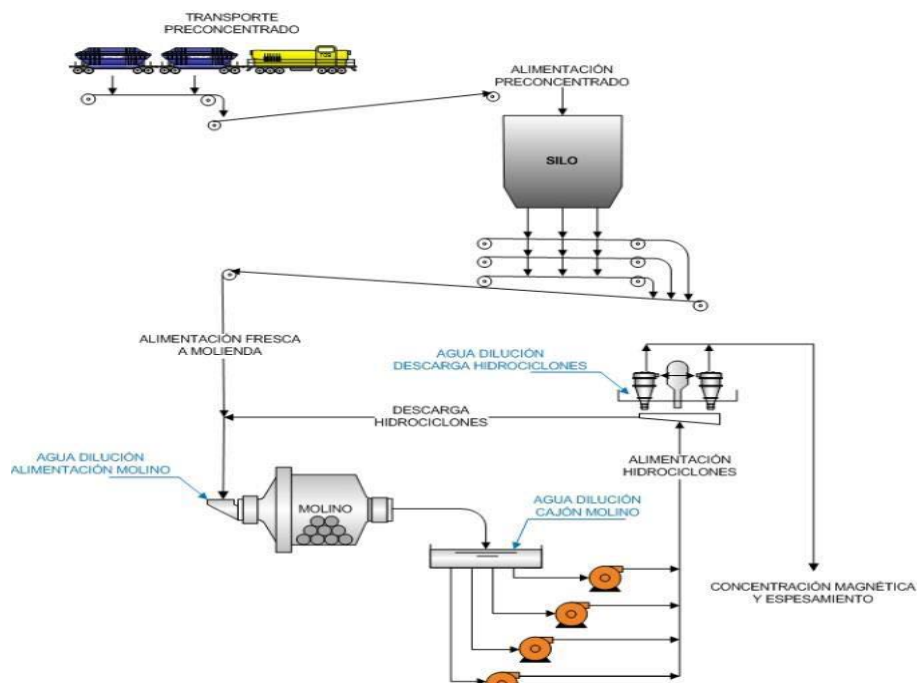 TRANSPORTE
PRECONCENTRADO
ALIMENTACIÓN
PRECONCENTRADO
SILO
ALIMENTACIÓN FRESCA
A MOLIENDA
AGUA DILUCIÓN
DESCARGA HIDROCICLONES
DESCARGA
HIDROCICLONES
ALIMENTACIÓN
HIDROCICLONES
AGUA DILUCIÓN
ALIMENTACIÓN MOLINO
MOLINO
AGUA DILUCIÓN
CAJÓN MOLINO
CONCENTRACIÓN MAGNÉTICA
Y ESPESAMIENTO